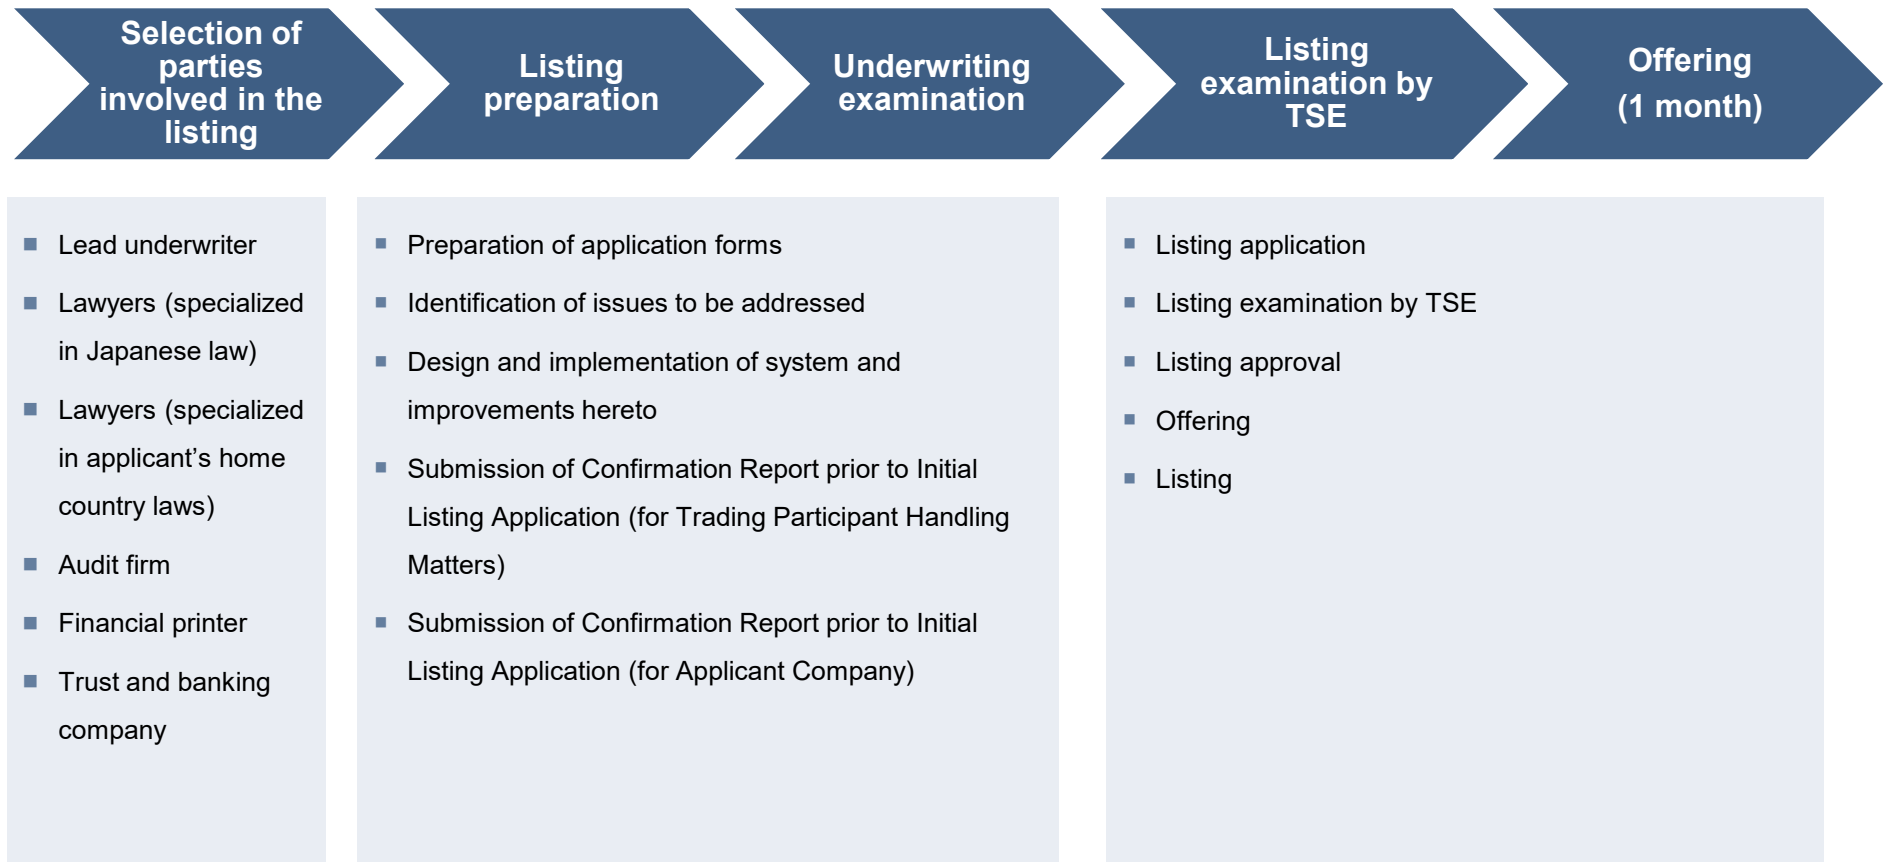 Selection of
parties
involved in the
listing
Listing
preparation
Underwriting
examination
Listing
examination by
TSE
Offering
(1 month)
Lead underwriter
Lawyers (specialized
in Japanese law)
Lawyers (specialized
in applicant’s home
country laws)
Audit firm
Financial printer
Trust and banking
company
Preparation of application forms
Identification of issues to be addressed
Design and implementation of system and
improvements hereto
Submission of Confirmation Report prior to Initial
Listing Application (for Trading Participant Handling
Matters)
Submission of Confirmation Report prior to Initial
Listing Application (for Applicant Company)
Listing application
Listing examination by TSE
Listing approval
Offering
Listing